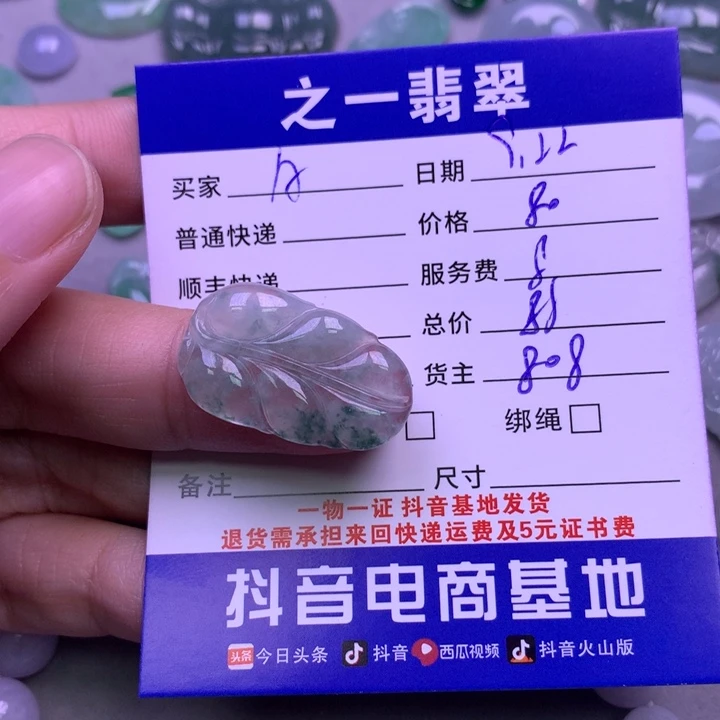 之一翡翠
买家 日期
普通快递 价格 80
顺丰快递 服务费
总价
货主 808
绑绳
备注 尺寸
一物一证 抖音基地发货
退货需承担来回快递运费及5元证书费
抖音电商基地
头条 今日头条 抖音 西瓜视频 抖音火山版